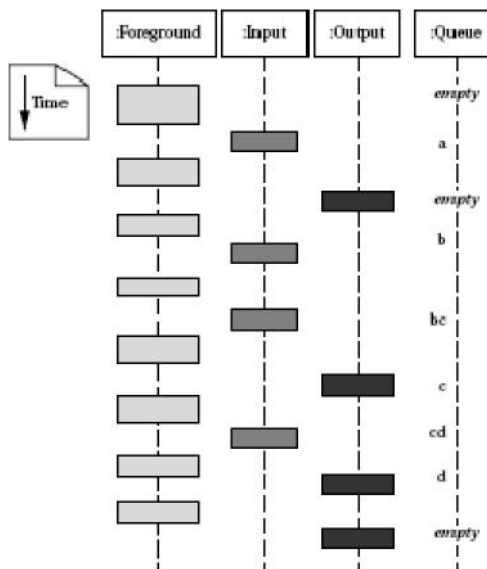 :Foreground :Input :Output :Queue
Time
empty
a
empty
b
bc
c
cd
d
empty